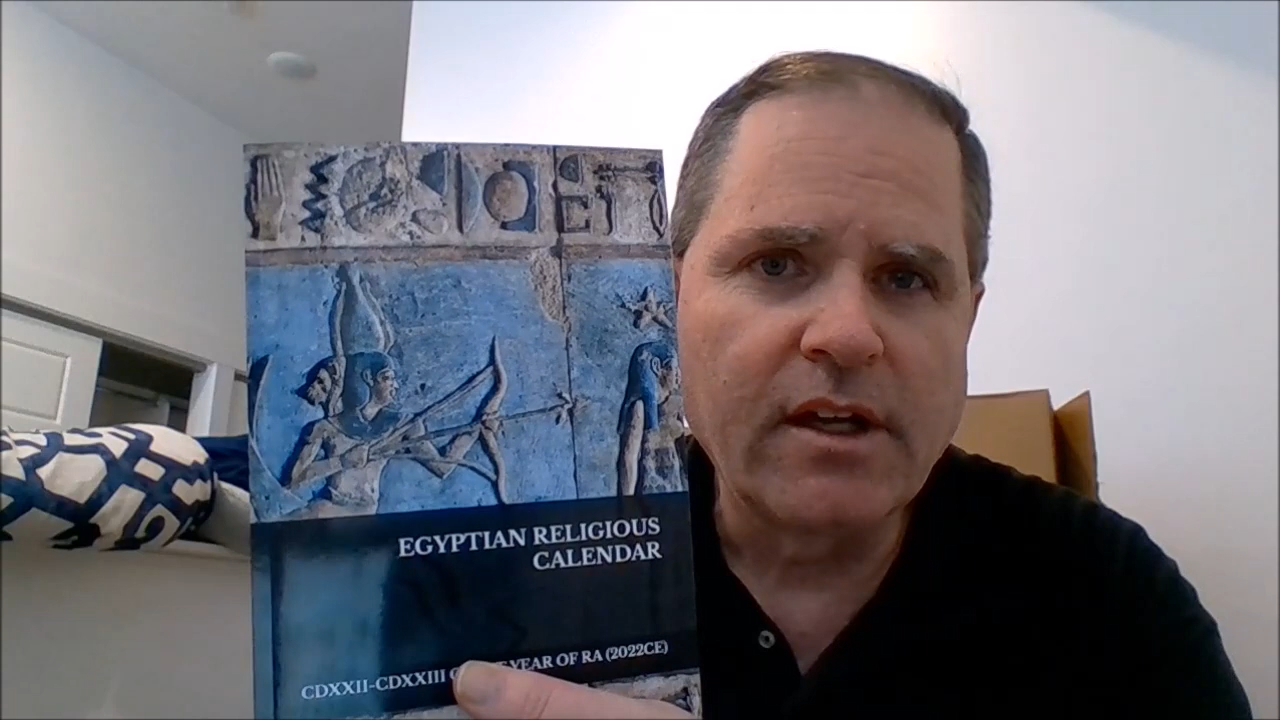 EGYPTIAN RELIGIOUS
CALENDAR
CDXXII-CDXXIII YEAR OF RA (2022CE)